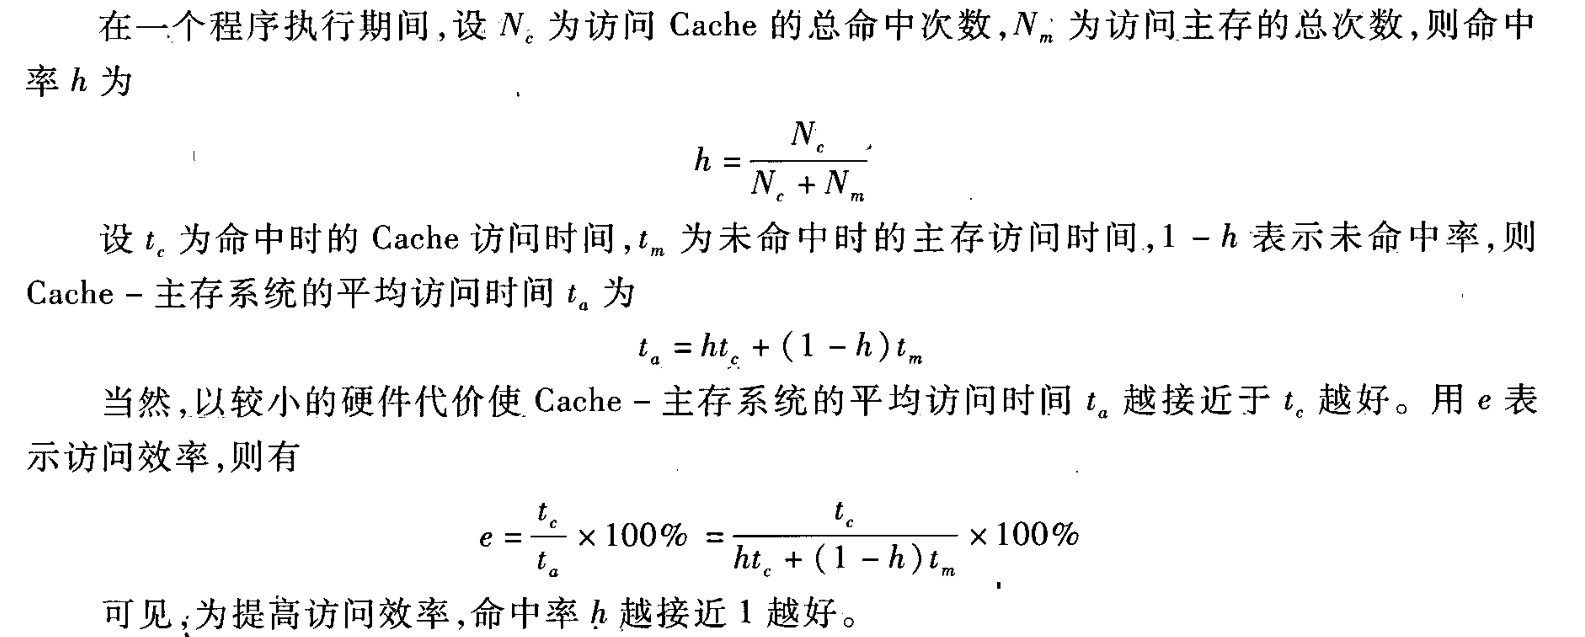 在一个程序执行期间,设 N_c 为访问 Cache 的总命中次数,N_m 为访问主存的总次数,则命中
率 h 为
h = N_c / (N_c + N_m)
设 t_c 为命中时的 Cache 访问时间,t_m 为未命中时的主存访问时间,1 - h 表示未命中率,则
Cache - 主存系统的平均访问时间 t_a 为
t_a = ht_c + (1 - h)t_m
当然,以较小的硬件代价使 Cache - 主存系统的平均访问时间 t_a 越接近于 t_c 越好。用 e 表
示访问效率,则有
e = t_c / t_a × 100% = t_c / (ht_c + (1 - h)t_m) × 100%
可见,为提高访问效率,命中率 h 越接近 1 越好。